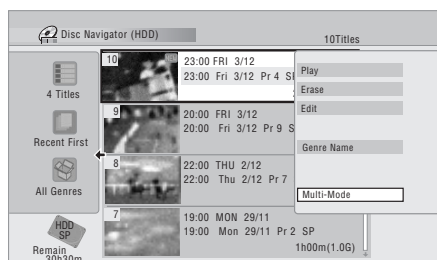 Disc Navigator (HDD)
10Titles
4 Titles
Recent First
All Genres
HDD
SP
Remain
30h30m
10
23:00 FRI 3/12
23:00 Fri 3/12 Pr 4
9
20:00 FRI 3/12
20:00 Fri 3/12 Pr 9 S
8
22:00 THU 2/12
22:00 Thu 2/12 Pr 7
7
19:00 MON 29/11
19:00 Mon 29/11 Pr 2 SP
1h00m(1.0G)
Play
Erase
Edit
Genre Name
Multi-Mode